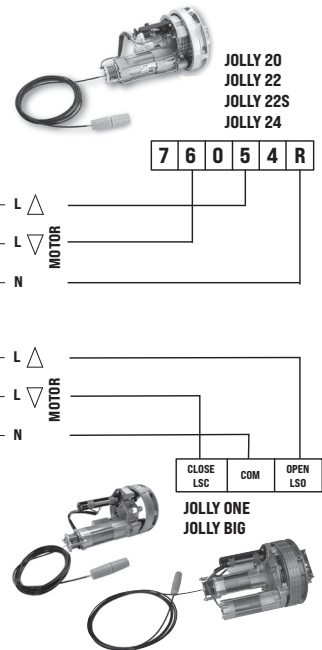 JOLLY 20
JOLLY 22
JOLLY 22S
JOLLY 24
7 6 0 5 4 R
L △
L ▽
MOTOR
N
L △
L ▽
MOTOR
N
CLOSE LSC COM OPEN LSO
JOLLY ONE
JOLLY BIG